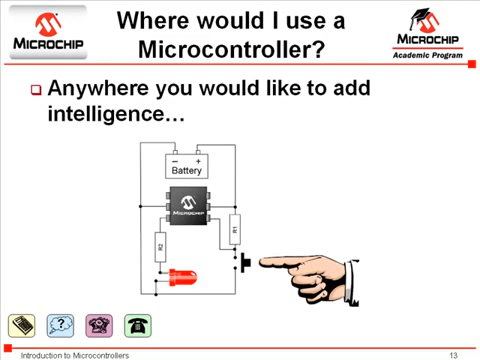 MICROCHIP
Where would I use a
Microcontroller?
MICROCHIP
Academic Program
Anywhere you would like to add
intelligence…
– +
Battery
MICROCHIP
R1
R2
?
Introduction to Microcontrollers
13